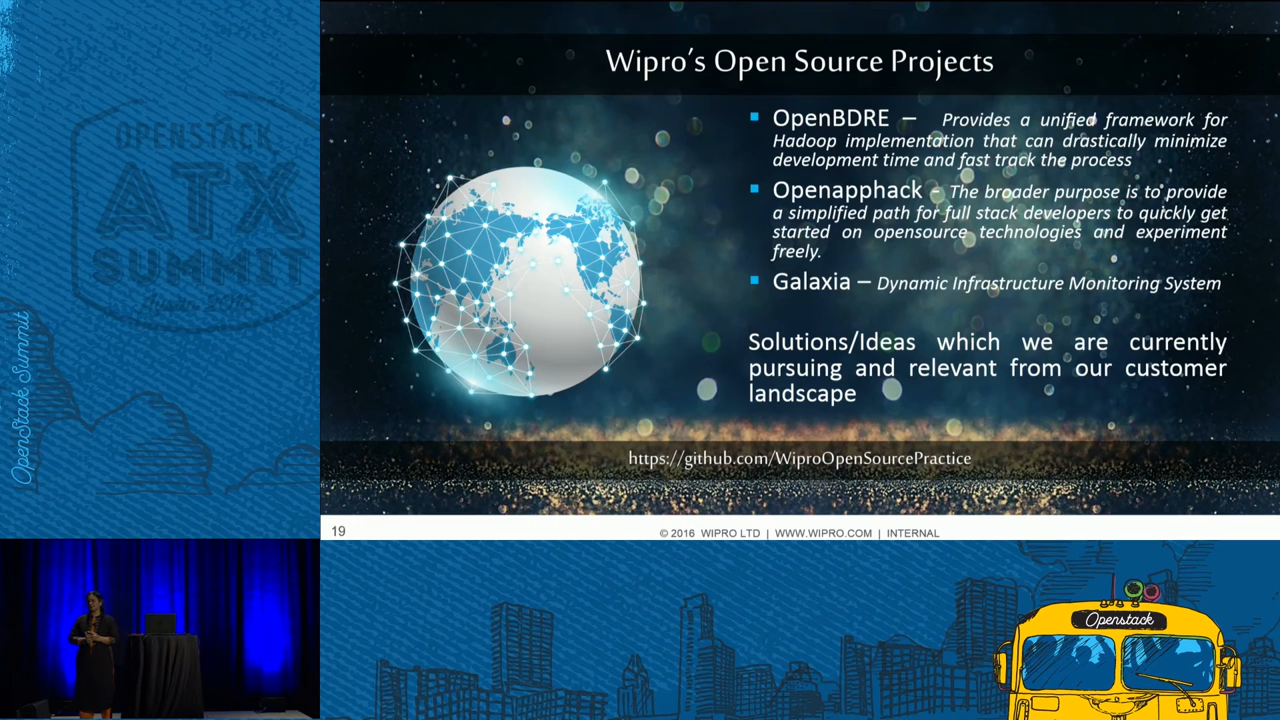 OPENSTACK
ATX
SUMMIT
OpenStack Summit
Wipro's Open Source Projects
OpenBDRE – Provides a unified framework for
Hadoop implementation that can drastically minimize
development time and fast track the process
Openapphack - The broader purpose is to provide
a simplified path for full stack developers to quickly get
started on opensource technologies and experiment
freely.
Galaxia – Dynamic Infrastructure Monitoring System
Solutions/Ideas which we are currently
pursuing and relevant from our customer
landscape
https://github.com/WiproOpenSourcePractice
19
© 2016 WIPRO LTD | WWW.WIPRO.COM | INTERNAL
Openstack